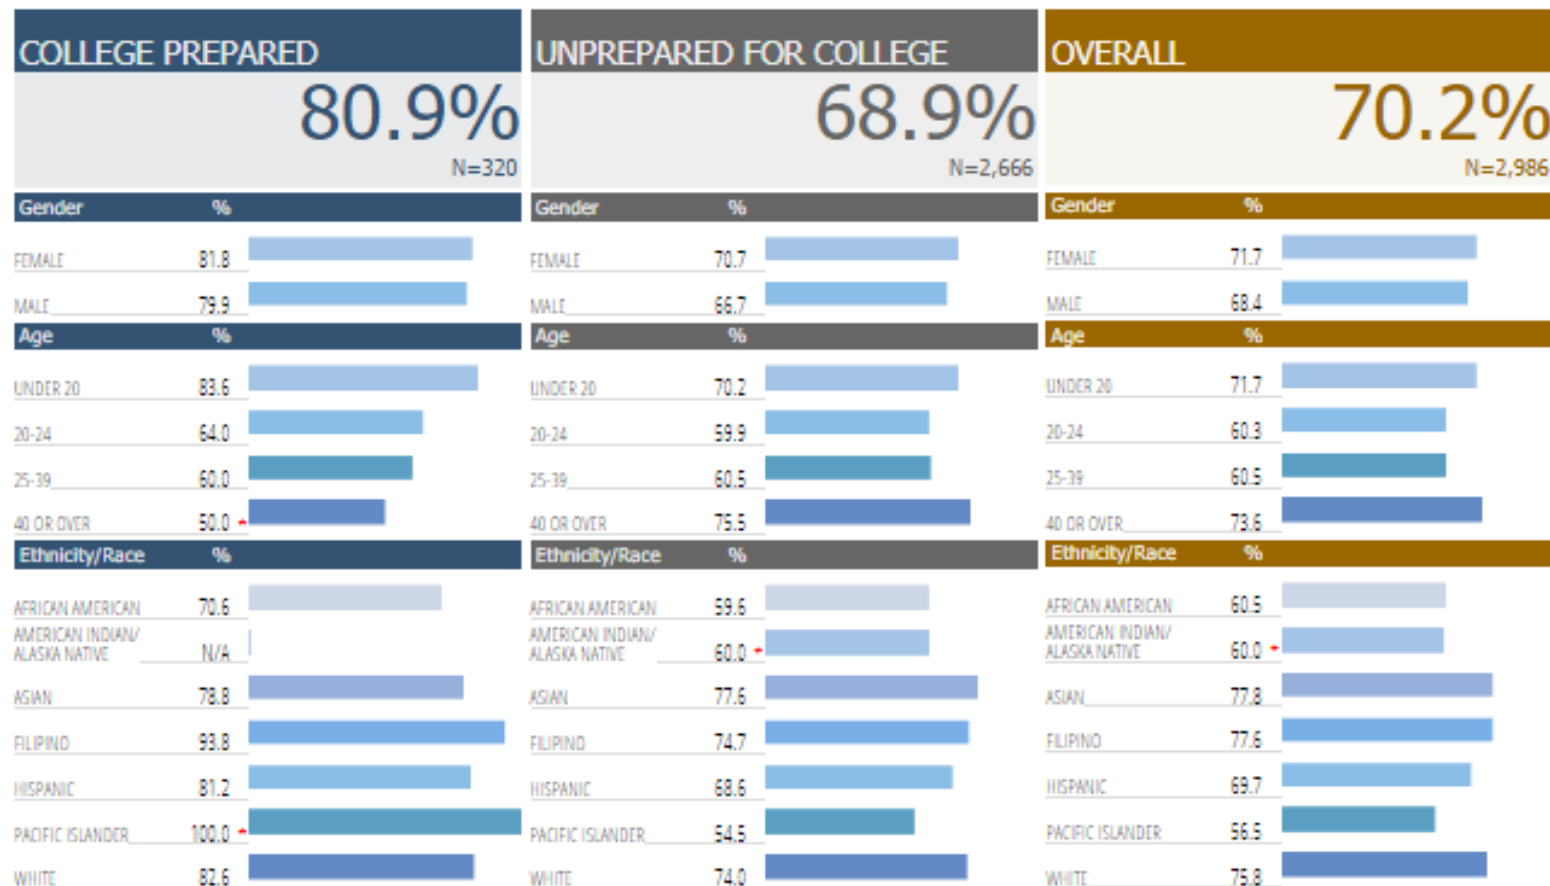 COLLEGE PREPARED
80.9%
N=320
Gender %
FEMALE 81.8
MALE 79.9
Age %
UNDER 20 83.6
20-24 64.0
25-39 60.0
40 OR OVER 50.0 *
Ethnicity/Race %
AFRICAN AMERICAN 70.6
AMERICAN INDIAN/
ALASKA NATIVE N/A
ASIAN 78.8
FILIPINO 93.8
HISPANIC 81.2
PACIFIC ISLANDER 100.0 *
WHITE 82.6
UNPREPARED FOR COLLEGE
68.9%
N=2,666
Gender %
FEMALE 70.7
MALE 66.7
Age %
UNDER 20 70.2
20-24 59.9
25-39 60.5
40 OR OVER 75.5
Ethnicity/Race %
AFRICAN AMERICAN 59.6
AMERICAN INDIAN/
ALASKA NATIVE 60.0 *
ASIAN 77.6
FILIPINO 74.7
HISPANIC 68.6
PACIFIC ISLANDER 54.5
WHITE 74.0
OVERALL
70.2%
N=2,986
Gender %
FEMALE 71.7
MALE 68.4
Age %
UNDER 20 71.7
20-24 60.3
25-39 60.5
40 OR OVER 73.6
Ethnicity/Race %
AFRICAN AMERICAN 60.5
AMERICAN INDIAN/
ALASKA NATIVE 60.0 *
ASIAN 77.8
FILIPINO 77.6
HISPANIC 69.7
PACIFIC ISLANDER 56.5
WHITE 75.8